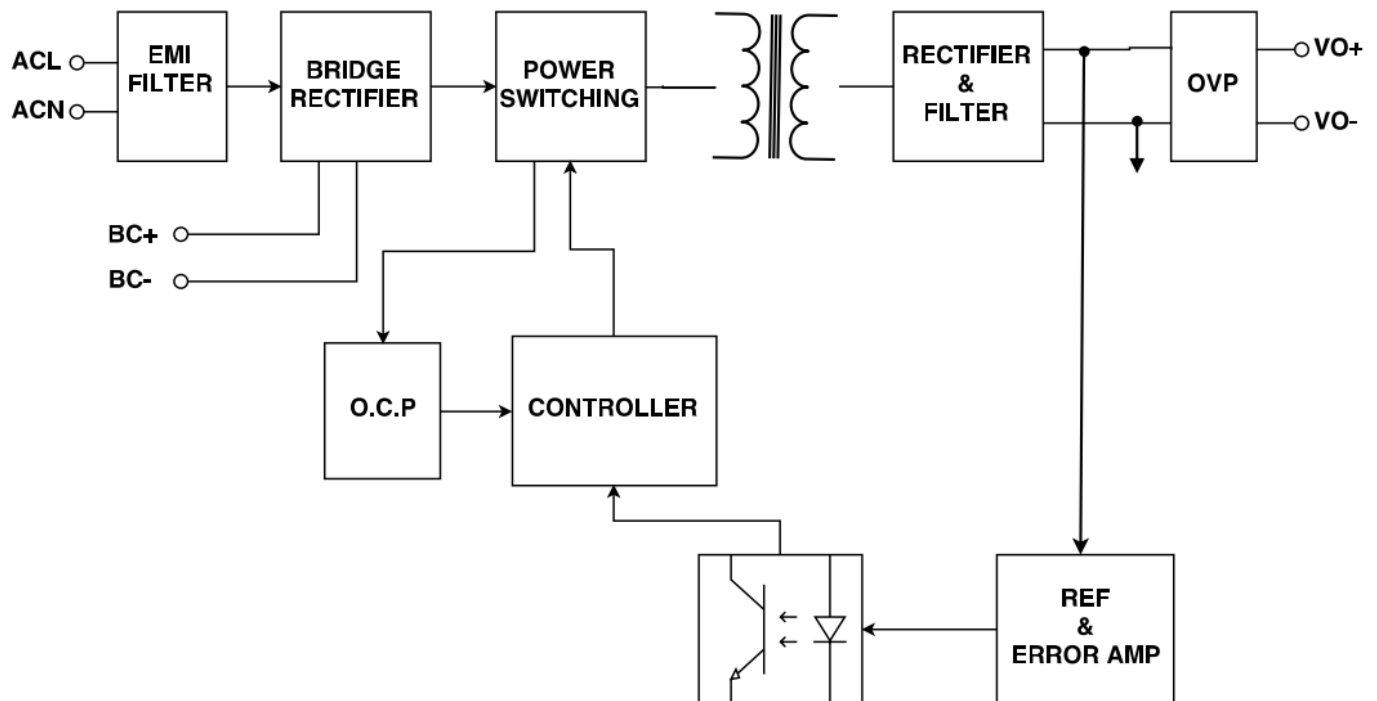 ACL
ACN
EMI
FILTER
BRIDGE
RECTIFIER
POWER
SWITCHING
RECTIFIER
&
FILTER
OVP
VO+
VO-
BC+
BC-
O.C.P
CONTROLLER
REF
&
ERROR AMP